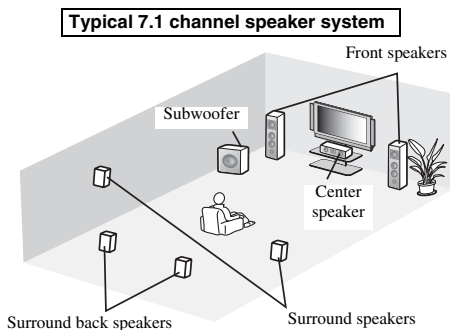 Typical 7.1 channel speaker system
Front speakers
Subwoofer
Center
speaker
Surround back speakers
Surround speakers